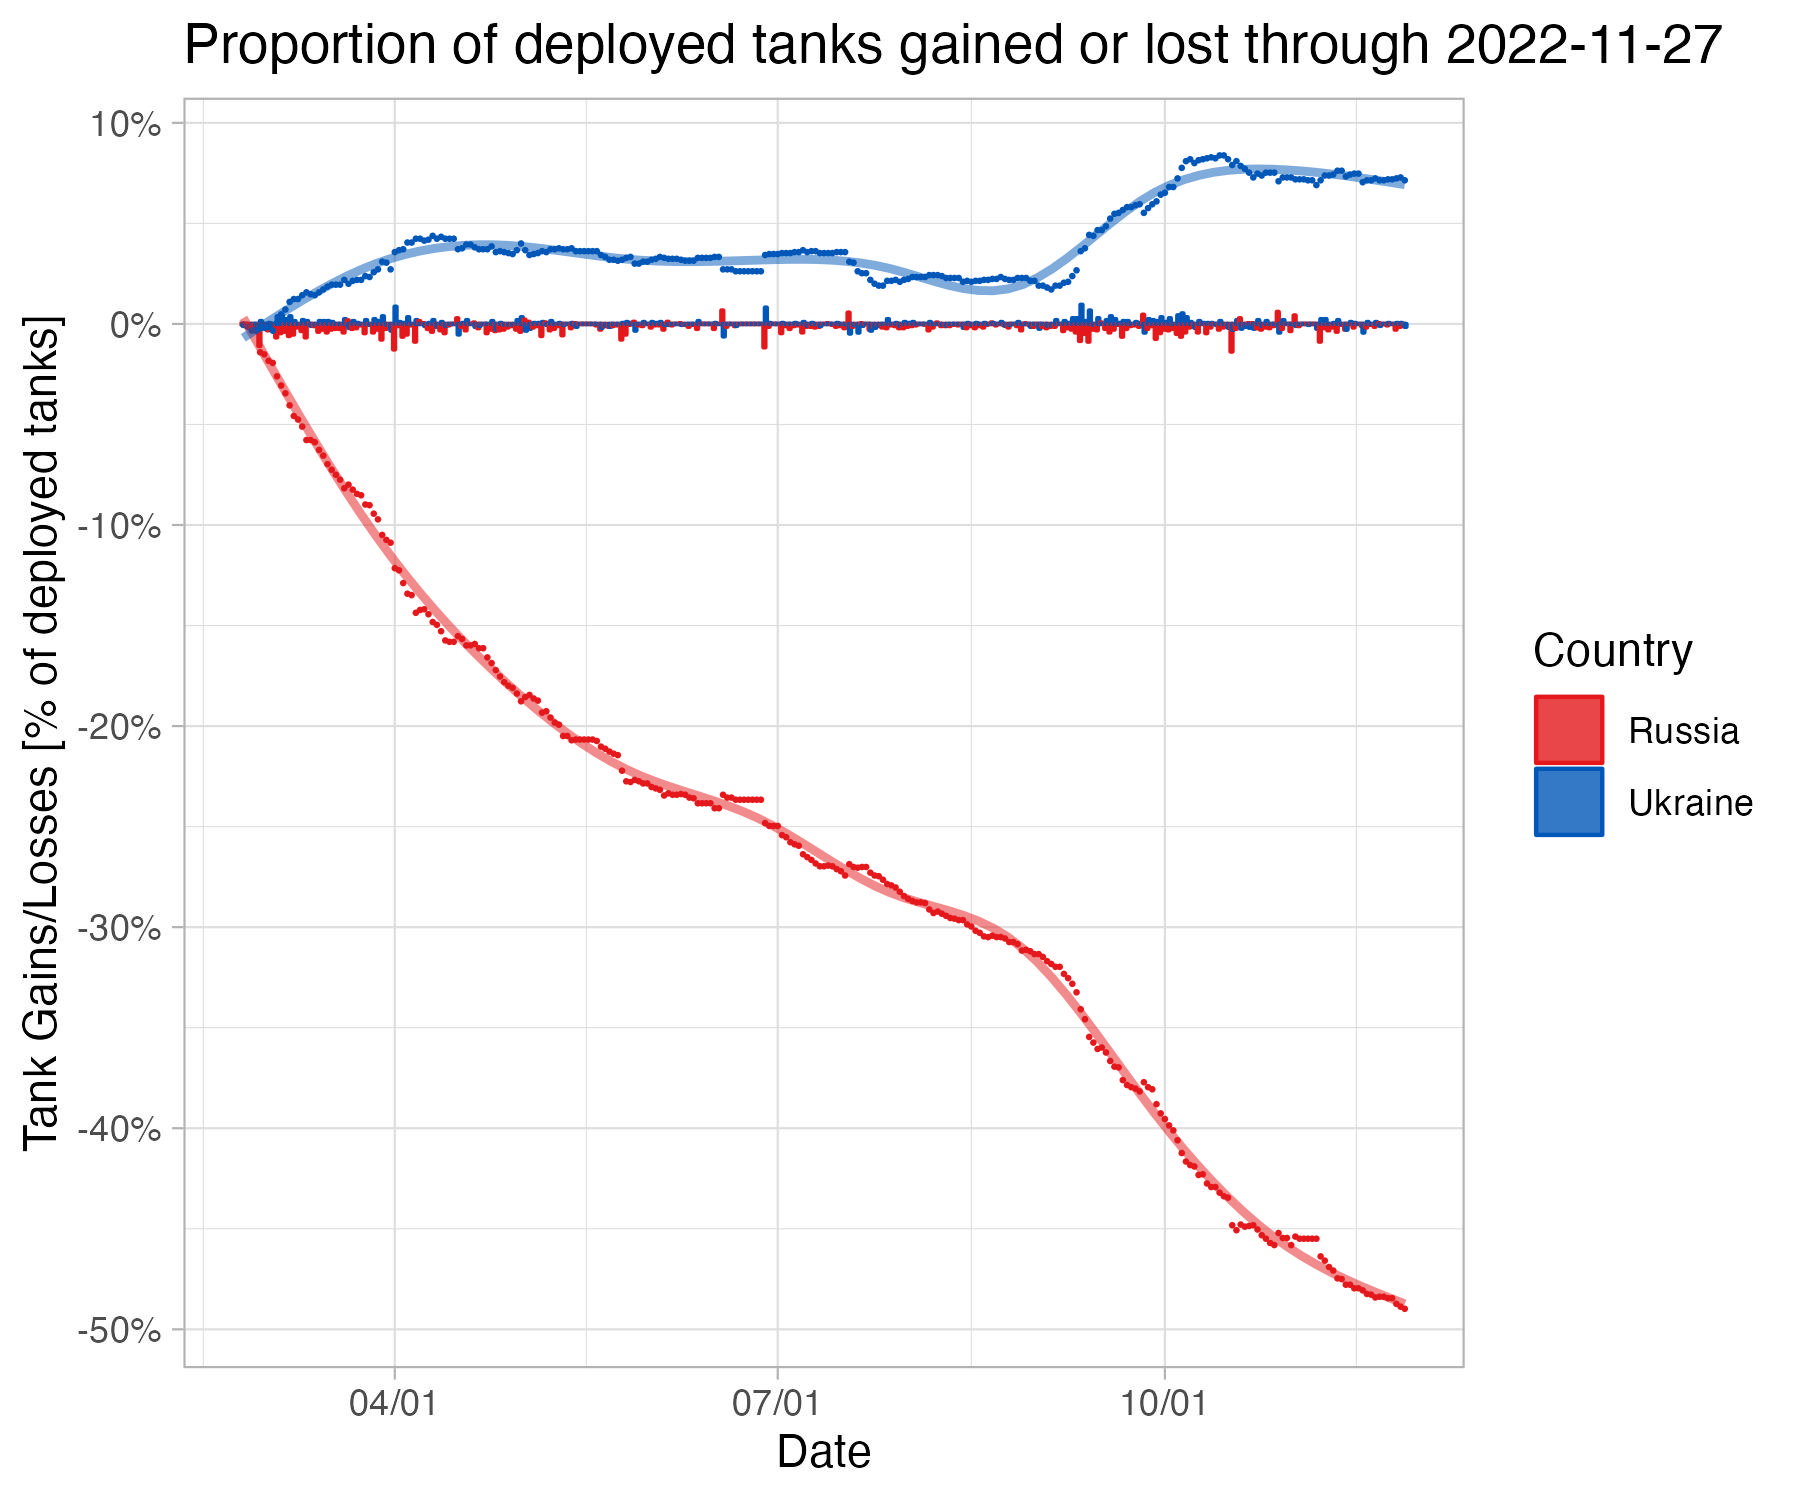 Proportion of deployed tanks gained or lost through 2022-11-27
Tank Gains/Losses [% of deployed tanks]
10%
0%
-10%
-20%
-30%
-40%
-50%
04/01
07/01
10/01
Date
Country
Russia
Ukraine